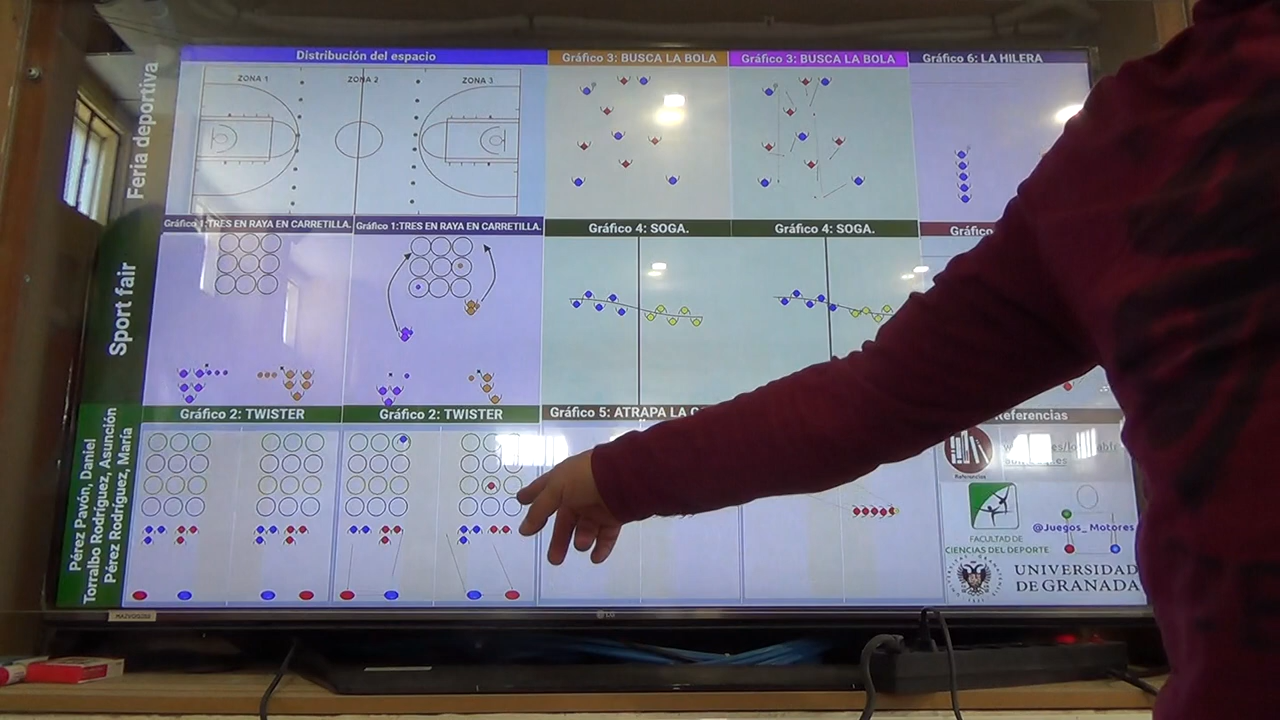 Feria deportiva
Sport fair
Pérez Pavón, Daniel
Torralbo Rodríguez, Asunción
Pérez Rodríguez, María
Distribución del espacio
ZONA 1
ZONA 2
ZONA 3
Gráfico 3: BUSCA LA BOLA
Gráfico 3: BUSCA LA BOLA
Gráfico 6: LA HILERA
Gráfico 1:TRES EN RAYA EN CARRETILLA.
Gráfico 1:TRES EN RAYA EN CARRETILLA.
Gráfico 4: SOGA.
Gráfico 4: SOGA.
Gráfico
Gráfico 2: TWISTER
Gráfico 2: TWISTER
Gráfico 5: ATRAPA LA
Referencias
Referencias
@Juegos_Motores
FACULTAD DE
CIENCIAS DEL DEPORTE
UNIVERSIDAD
DE GRANADA
LG